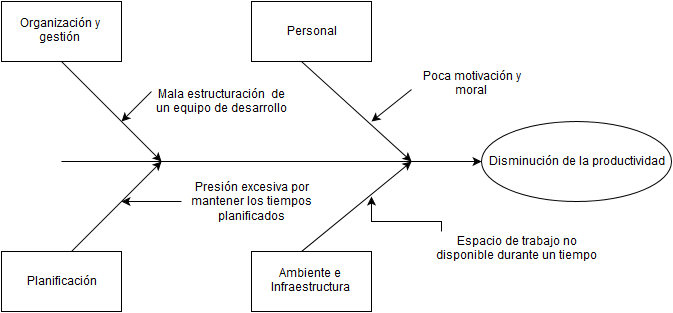 Organización y
gestión
Personal
Mala estructuración de
un equipo de desarrollo
Poca motivación y
moral
Disminución de la productividad
Presión excesiva por
mantener los tiempos
planificados
Espacio de trabajo no
disponible durante un tiempo
Planificación
Ambiente e
Infraestructura